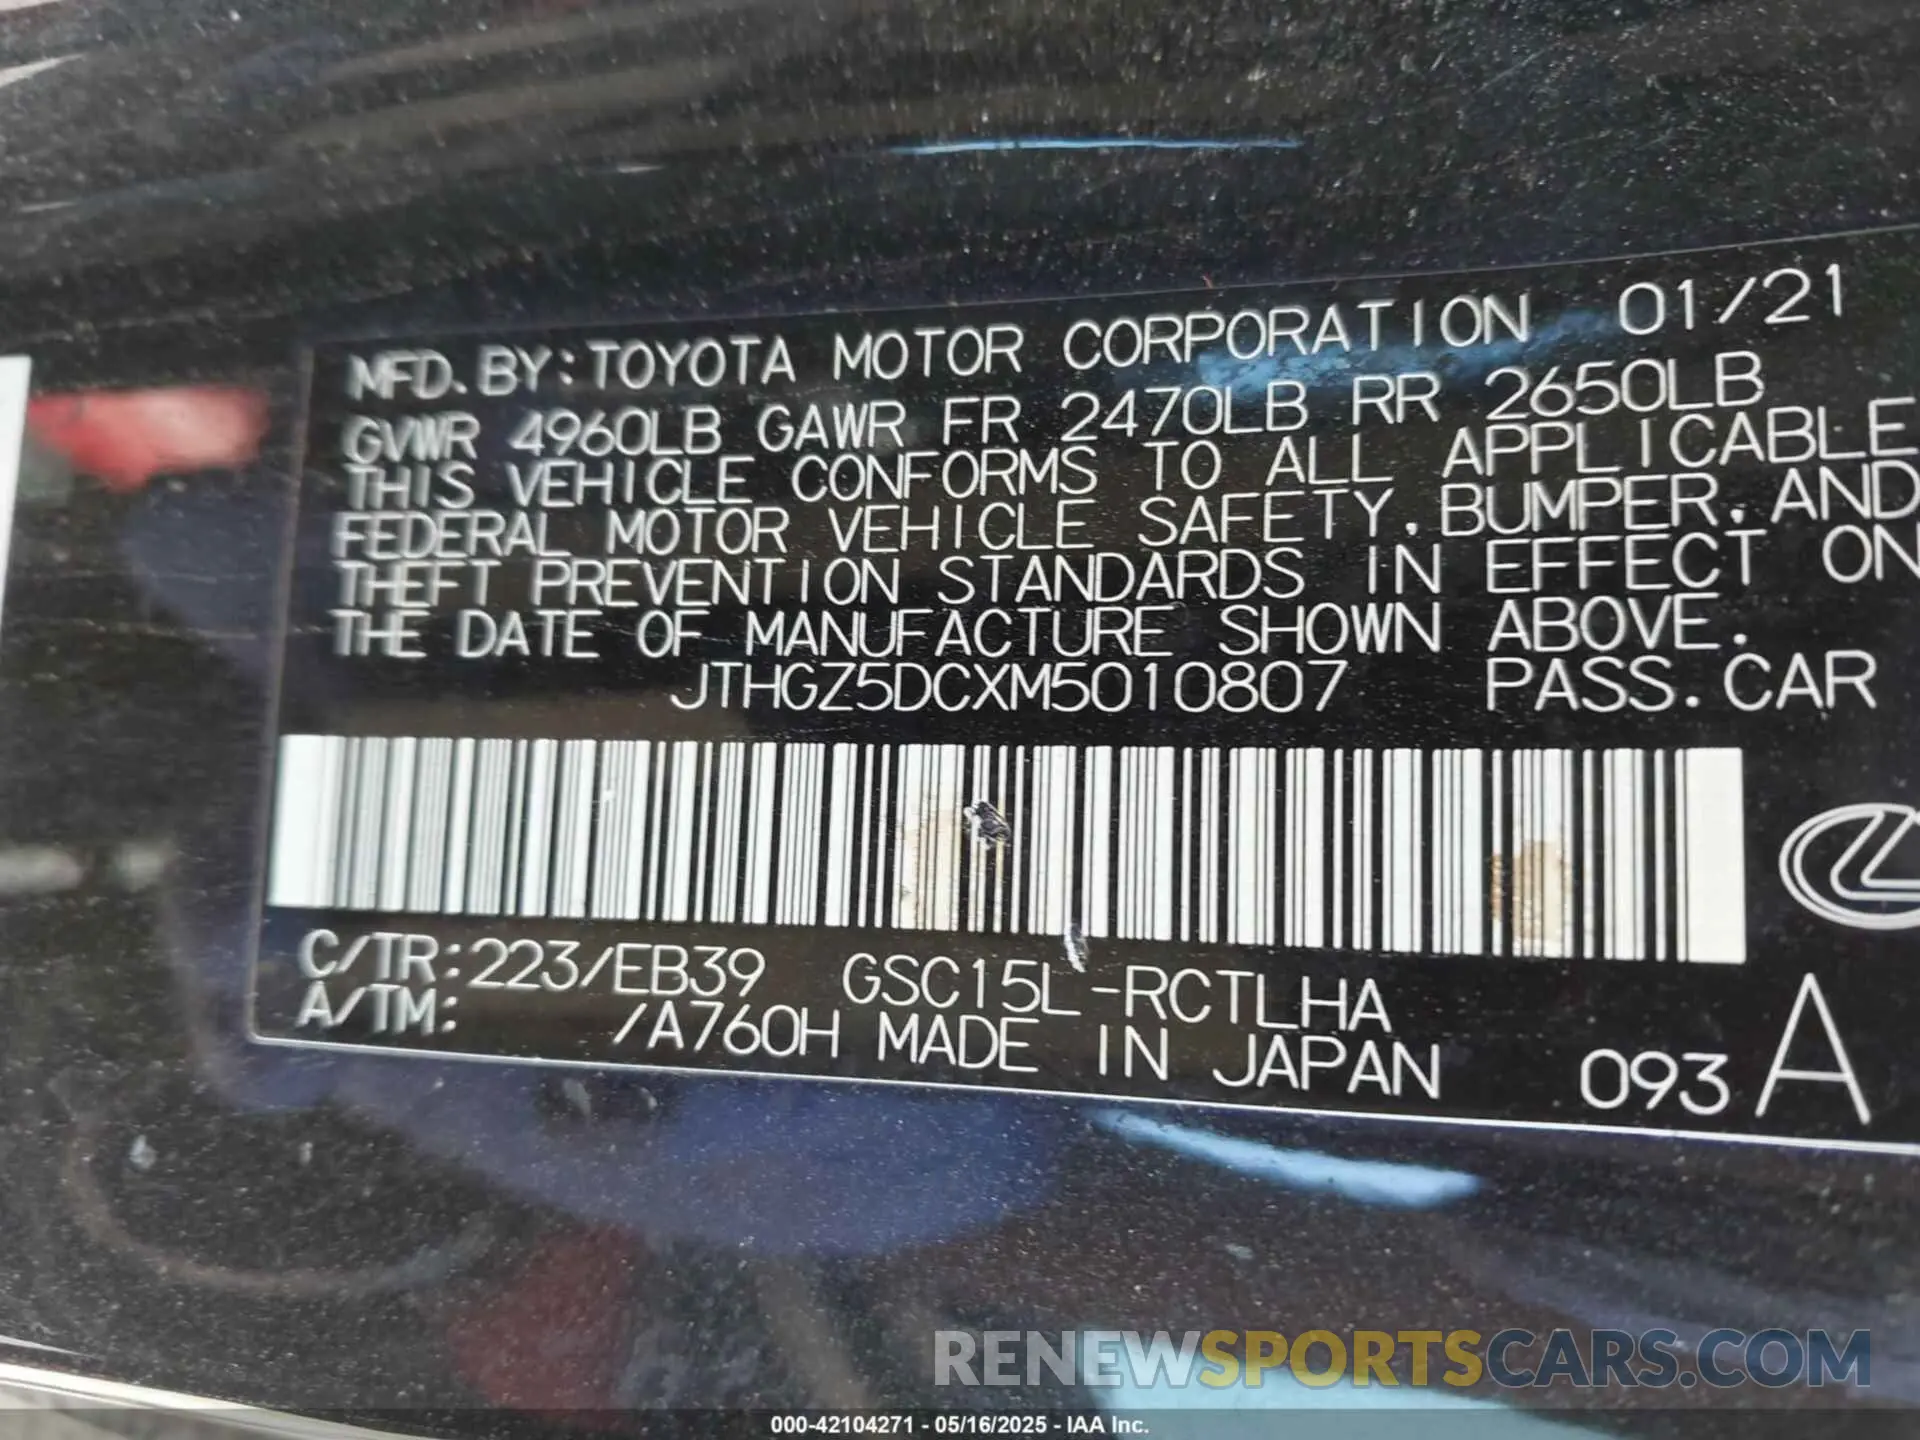 MFD. BY: TOYOTA MOTOR CORPORATION 01/21
GVWR 4960LB GAWR FR 2470LB RR 2650LB
THIS VEHICLE CONFORMS TO ALL APPLICABLE
FEDERAL MOTOR VEHICLE SAFETY, BUMPER, AND
THEFT PREVENTION STANDARDS IN EFFECT ON
THE DATE OF MANUFACTURE SHOWN ABOVE.
JTHGZ5DCXM5010807 PASS. CAR
C/TR: 223/EB39 GSC15L-RCTLHA
A/TM: /A760H MADE IN JAPAN 093 A
RENEWSPORTSCARS.COM
000-42104271 - 05/16/2025 - IAA Inc.